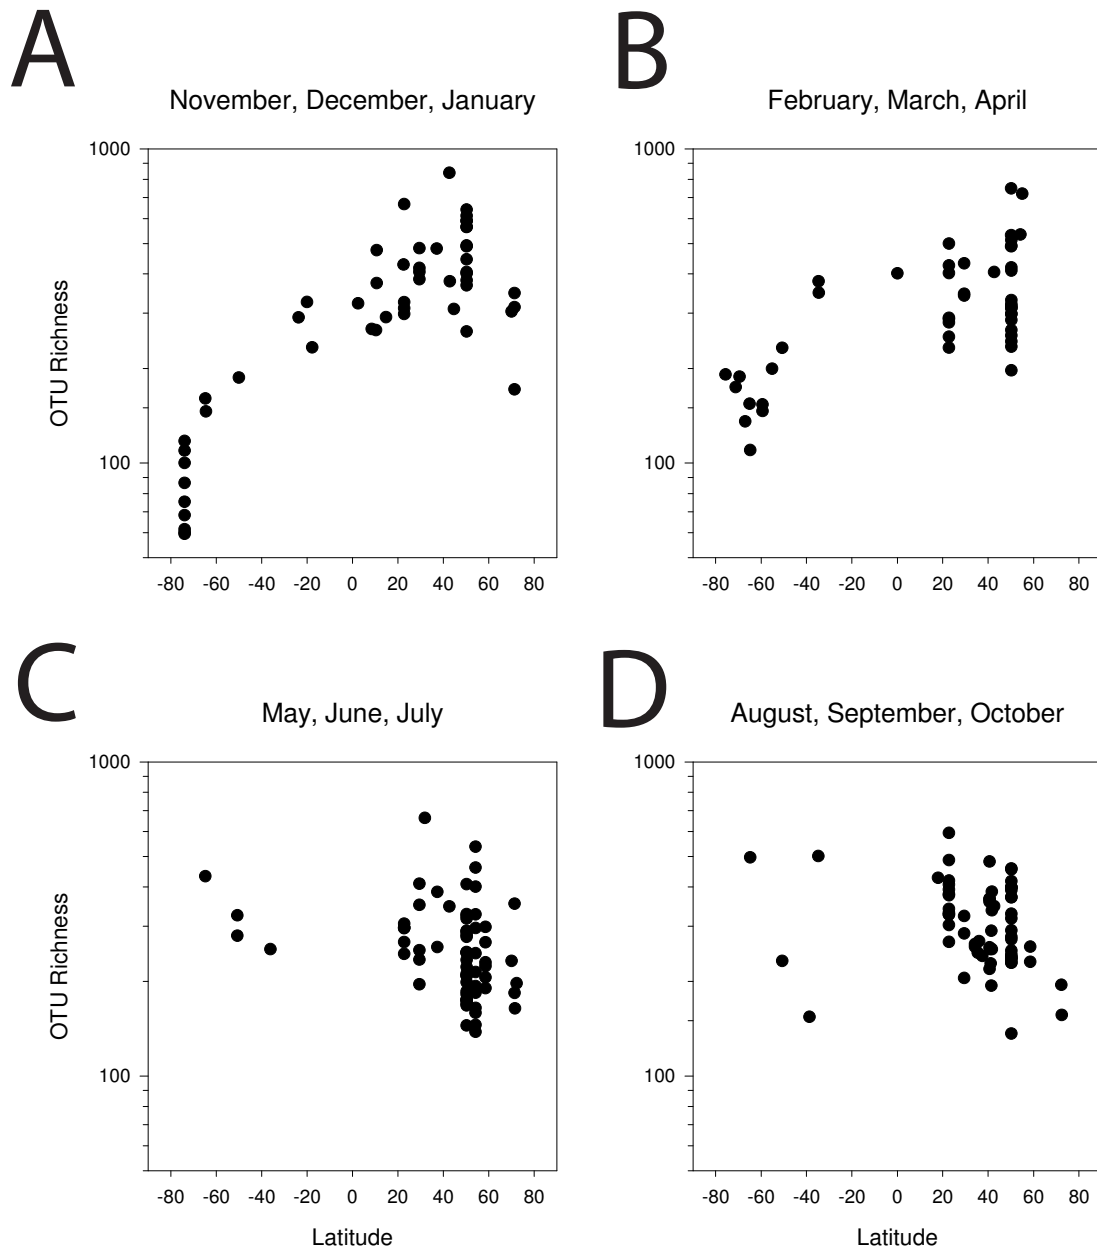 A
B
November, December, January
February, March, April
1000
100
OTU Richness
-80 -60 -40 -20 0 20 40 60 80
1000
100
-80 -60 -40 -20 0 20 40 60 80
C
D
May, June, July
August, September, October
1000
100
OTU Richness
-80 -60 -40 -20 0 20 40 60 80
Latitude
1000
100
-80 -60 -40 -20 0 20 40 60 80
Latitude